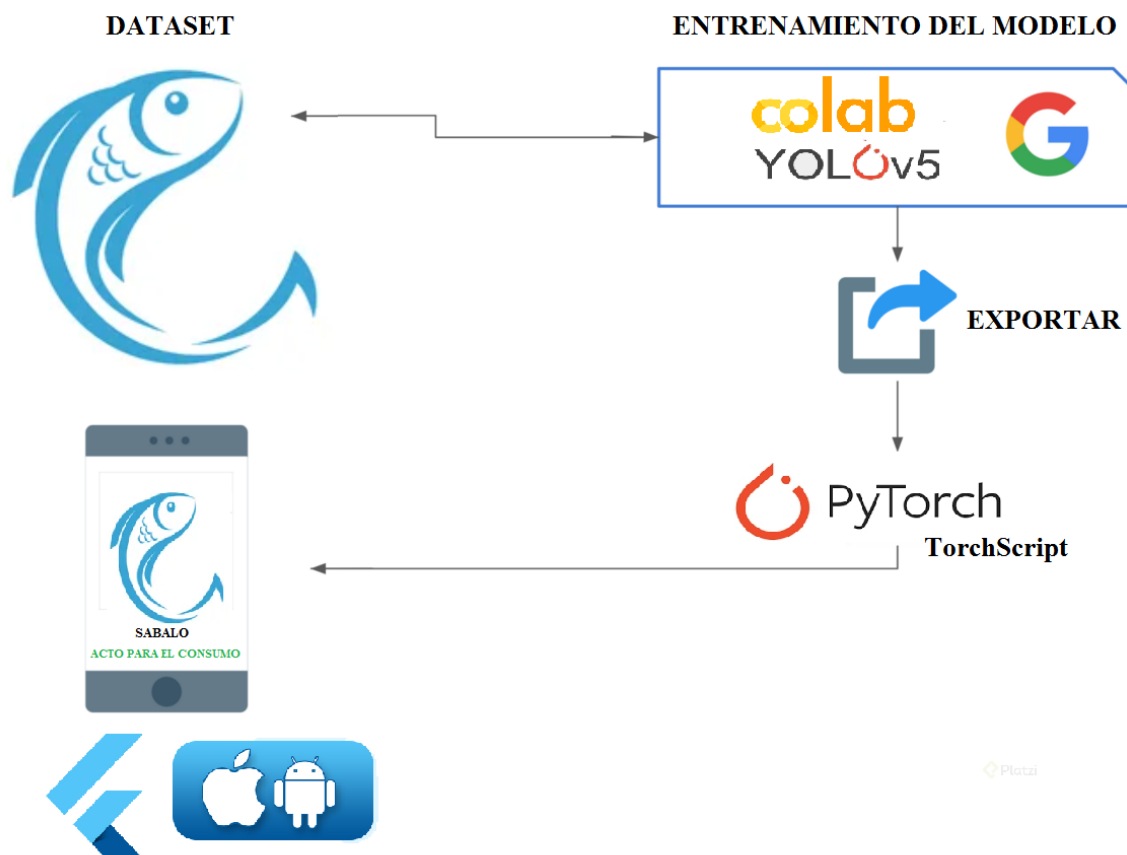 DATASET
ENTRENAMIENTO DEL MODELO
colab
YOLOv5
EXPORTAR
PyTorch
TorchScript
SABALO
ACTO PARA EL CONSUMO
Platzi